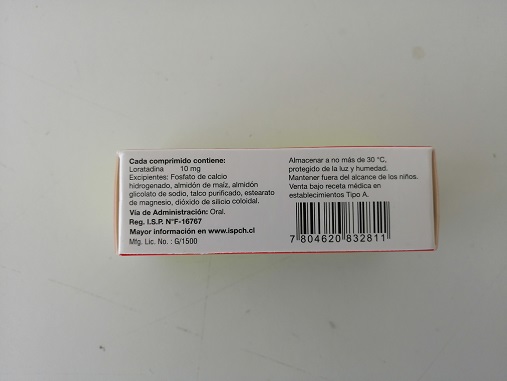 Cada comprimido contiene:
Loratadina 10 mg
Excipientes: Fosfato de calcio
hidrogenado, almidón de maíz, almidón
glicolato de sodio, talco purificado, estearato
de magnesio, dióxido de silicio coloidal.
Vía de Administración: Oral.
Reg. I.S.P. N°F-16767
Mayor información en www.ispch.cl
Mfg. Lic. No. : G/1500
Almacenar a no más de 30 °C,
protegido de la luz y humedad.
Mantener fuera del alcance de los niños.
Venta bajo receta médica en
establecimientos Tipo A.
7 804620 832811